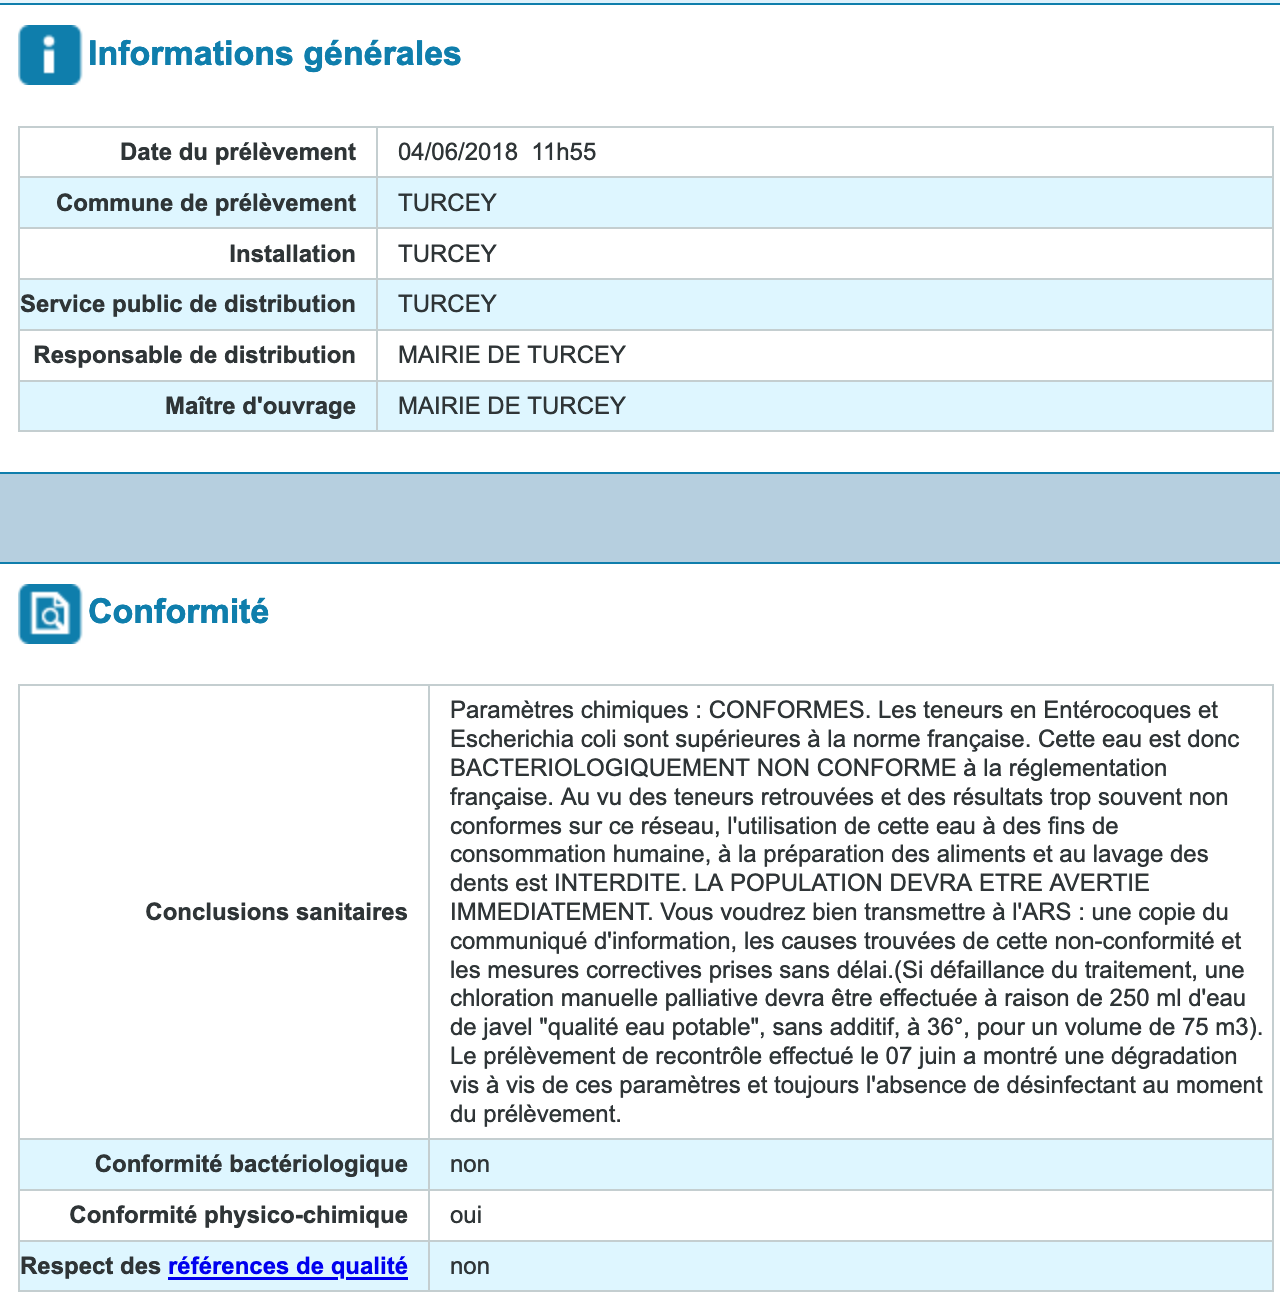 Informations générales
Date du prélèvement 04/06/2018 11h55
Commune de prélèvement TURCEY
Installation TURCEY
Service public de distribution TURCEY
Responsable de distribution MAIRIE DE TURCEY
Maître d'ouvrage MAIRIE DE TURCEY
Conformité
Conclusions sanitaires
Paramètres chimiques : CONFORMES. Les teneurs en Entérocoques et
Escherichia coli sont supérieures à la norme française. Cette eau est donc
BACTERIOLOGIQUEMENT NON CONFORME à la réglementation
française. Au vu des teneurs retrouvées et des résultats trop souvent non
conformes sur ce réseau, l'utilisation de cette eau à des fins de
consommation humaine, à la préparation des aliments et au lavage des
dents est INTERDITE. LA POPULATION DEVRA ETRE AVERTIE
IMMEDIATEMENT. Vous voudrez bien transmettre à l'ARS : une copie du
communiqué d'information, les causes trouvées de cette non-conformité et
les mesures correctives prises sans délai.(Si défaillance du traitement, une
chloration manuelle palliative devra être effectuée à raison de 250 ml d'eau
de javel "qualité eau potable", sans additif, à 36°, pour un volume de 75 m3).
Le prélèvement de recontrôle effectué le 07 juin a montré une dégradation
vis à vis de ces paramètres et toujours l'absence de désinfectant au moment
du prélèvement.
Conformité bactériologique non
Conformité physico-chimique oui
Respect des références de qualité non